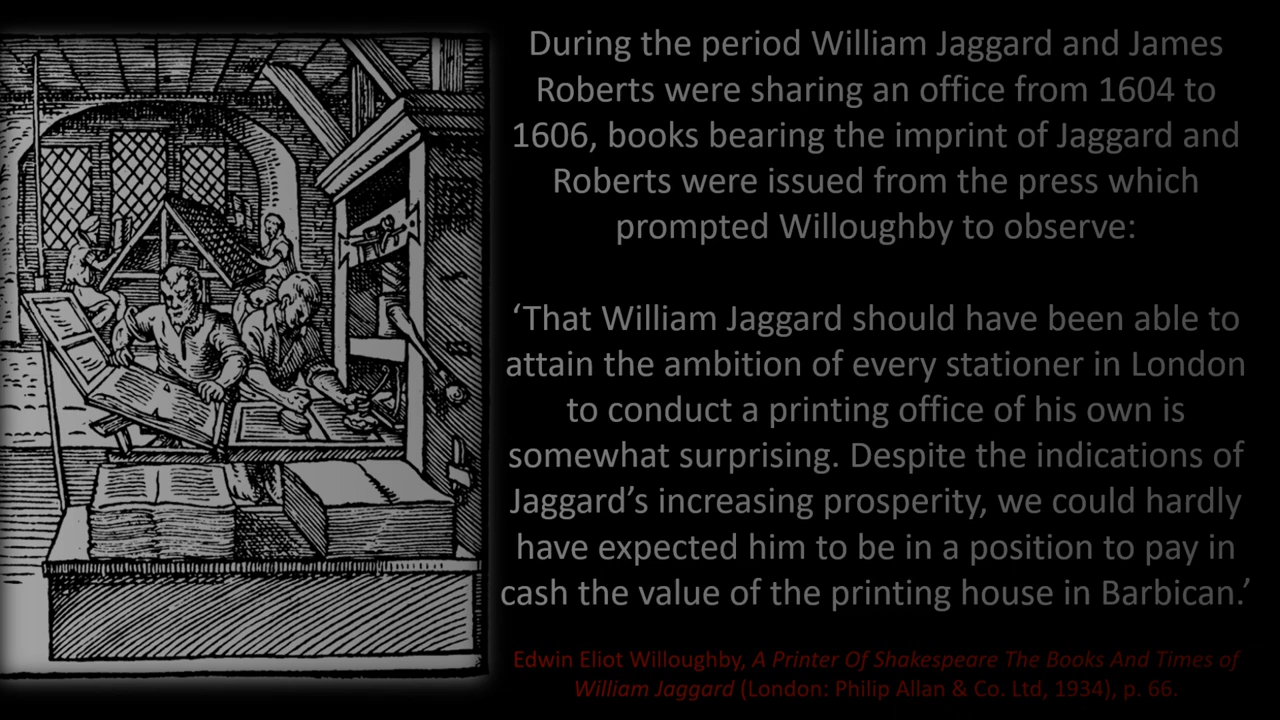 During the period William Jaggard and James
Roberts were sharing an office from 1604 to
1606, books bearing the imprint of Jaggard and
Roberts were issued from the press which
prompted Willoughby to observe:
‘That William Jaggard should have been able to
attain the ambition of every stationer in London
to conduct a printing office of his own is
somewhat surprising. Despite the indications of
Jaggard’s increasing prosperity, we could hardly
have expected him to be in a position to pay in
cash the value of the printing house in Barbican.’
Edwin Eliot Willoughby, A Printer Of Shakespeare The Books And Times of
William Jaggard (London: Philip Allan & Co. Ltd, 1934), p. 66.